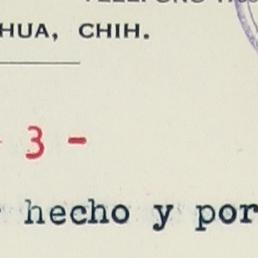 HUA, CHIH.
3 -
hecho y por